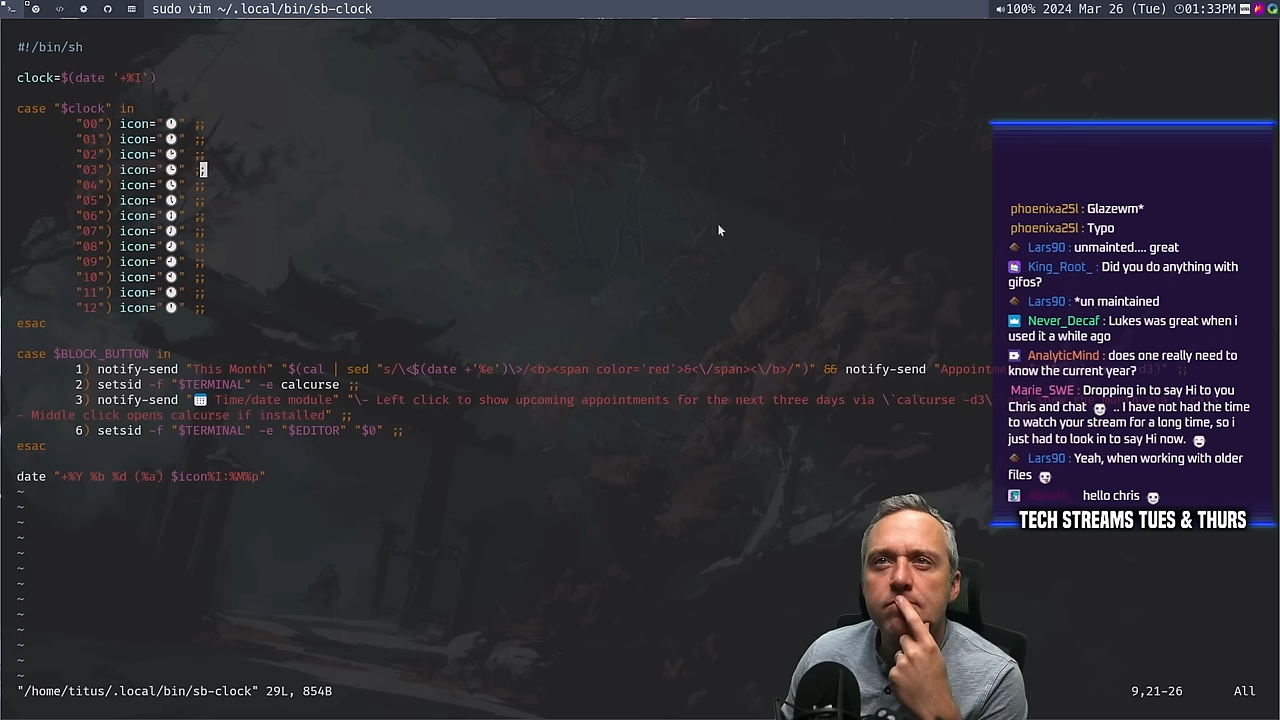 sudo vim ~/.local/bin/sb-clock
100% 2024 Mar 26 (Tue) 🕐01:33PM
#!/bin/sh
clock=$(date '+%I')
case "$clock" in
"00") icon="🕛" ;;
"01") icon="🕐" ;;
"02") icon="🕑" ;;
"03") icon="🕒" ;;
"04") icon="🕓" ;;
"05") icon="🕔" ;;
"06") icon="🕕" ;;
"07") icon="🕖" ;;
"08") icon="🕗" ;;
"09") icon="🕘" ;;
"10") icon="🕙" ;;
"11") icon="🕚" ;;
"12") icon="🕛" ;;
esac
case $BLOCK_BUTTON in
1) notify-send "This Month" "$(cal | sed "s/\<$(date +'%e')\>/<b><span color='red'>&<\/span><\/b>/")" && notify-send "Appointme d3)" ;;
2) setsid -f "$TERMINAL" -e calcurse ;;
3) notify-send "📅 Time/date module" "\- Left click to show upcoming appointments for the next three days via \`calcurse -d3\
- Middle click opens calcurse if installed" ;;
6) setsid -f "$TERMINAL" -e "$EDITOR" "$0" ;;
esac
date "+%Y %b %d (%a) $icon%I:%M%p"
~
~
~
~
~
~
~
~
~
~
~
~
~
"/home/titus/.local/bin/sb-clock" 29L, 854B
9,21-26 All
phoenixa25l : Glazewm*
phoenixa25l : Typo
Lars90 : unmainted.... great
King_Root_ : Did you do anything with
gifos?
Lars90 : *un maintained
Never_Decaf : Lukes was great when i
used it a while ago
AnalyticMind : does one really need to
know the current year?
Marie_SWE : Dropping in to say Hi to you
Chris and chat .. I have not had the time
to watch your stream for a long time, so i
just had to look in to say Hi now.
Lars90 : Yeah, when working with older
files
hello chris
TECH STREAMS TUES & THURS